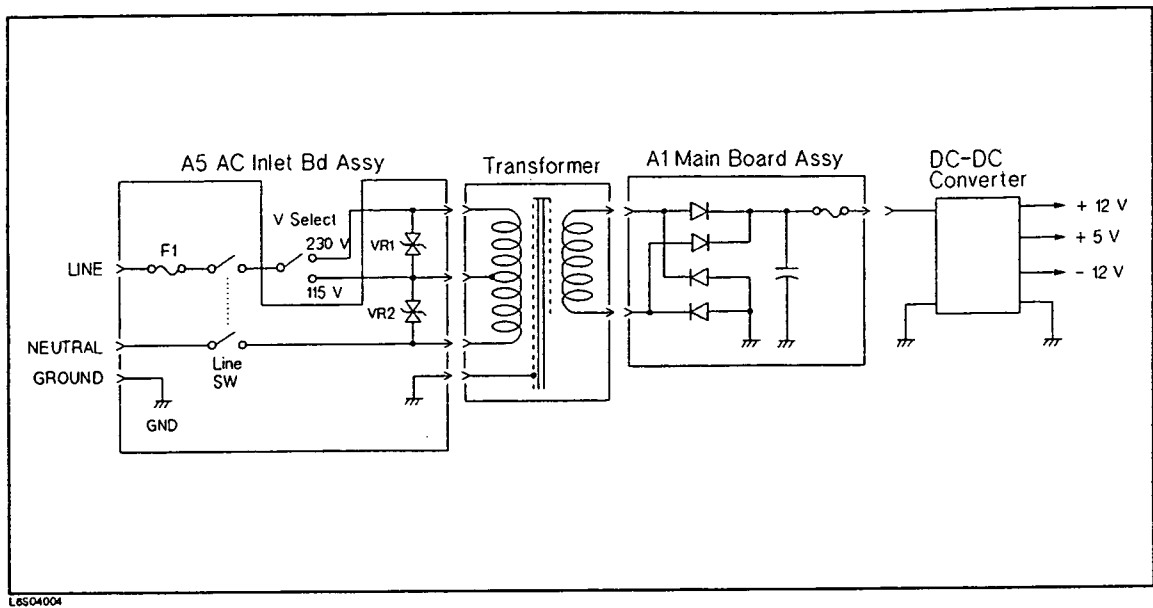 A5 AC Inlet Bd Assy
Transformer
A1 Main Board Assy
DC-DC
Converter
V Select
230 V
115 V
F1
VR1
VR2
LINE
NEUTRAL
GROUND
Line
SW
GND
+ 12 V
+ 5 V
- 12 V
L6S04004